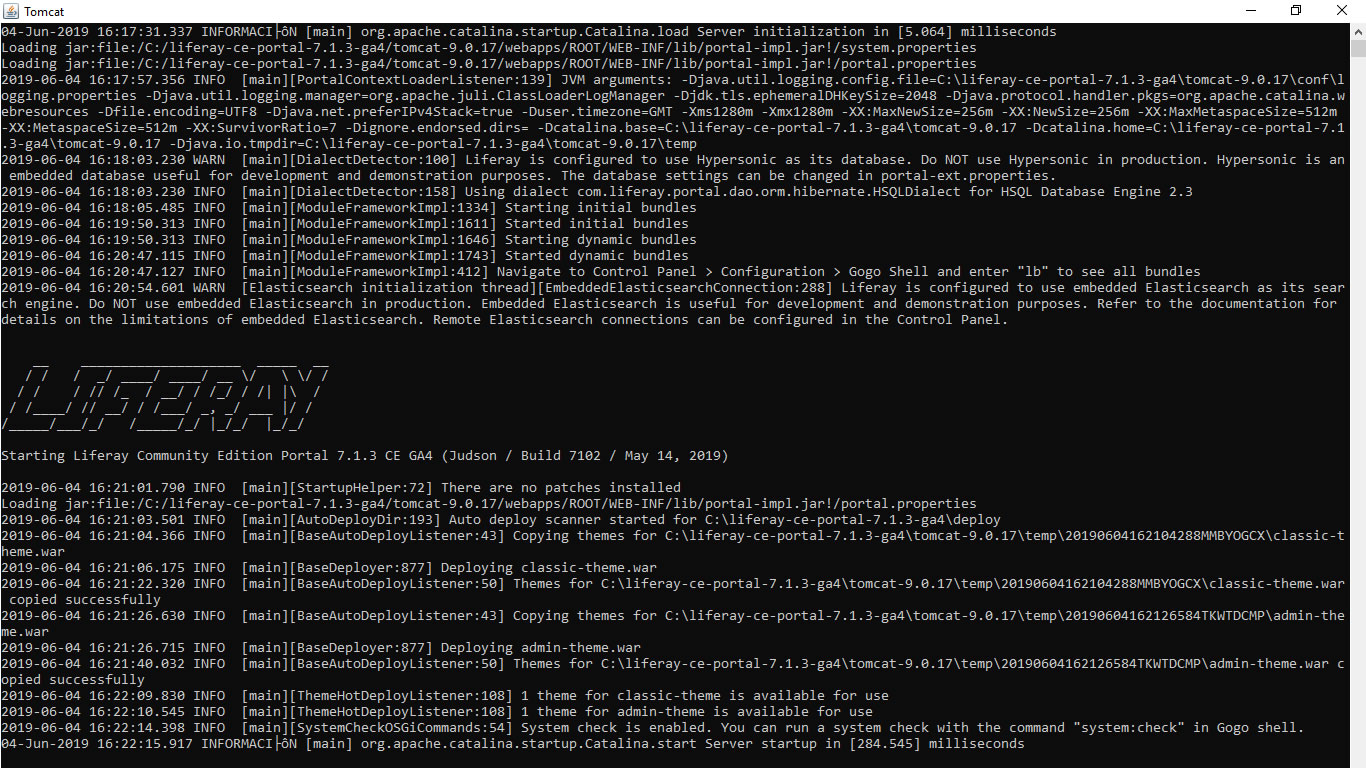 Tomcat
04-Jun-2019 16:17:31.337 INFORMACI├ôN [main] org.apache.catalina.startup.Catalina.load Server initialization in [5.064] milliseconds
Loading jar:file:/C:/liferay-ce-portal-7.1.3-ga4/tomcat-9.0.17/webapps/ROOT/WEB-INF/lib/portal-impl.jar!/system.properties
Loading jar:file:/C:/liferay-ce-portal-7.1.3-ga4/tomcat-9.0.17/webapps/ROOT/WEB-INF/lib/portal-impl.jar!/portal.properties
2019-06-04 16:17:57.356 INFO  [main][PortalContextLoaderListener:139] JVM arguments: -Djava.util.logging.config.file=C:\liferay-ce-portal-7.1.3-ga4\tomcat-9.0.17\conf\l
ogging.properties -Djava.util.logging.manager=org.apache.juli.ClassLoaderLogManager -Djdk.tls.ephemeralDHKeySize=2048 -Djava.protocol.handler.pkgs=org.apache.catalina.w
ebresources -Dfile.encoding=UTF8 -Djava.net.preferIPv4Stack=true -Duser.timezone=GMT -Xms1280m -Xmx1280m -XX:MaxNewSize=256m -XX:NewSize=256m -XX:MaxMetaspaceSize=512m
-XX:MetaspaceSize=512m -XX:SurvivorRatio=7 -Dignore.endorsed.dirs= -Dcatalina.base=C:\liferay-ce-portal-7.1.3-ga4\tomcat-9.0.17 -Dcatalina.home=C:\liferay-ce-portal-7.1
.3-ga4\tomcat-9.0.17 -Djava.io.tmpdir=C:\liferay-ce-portal-7.1.3-ga4\tomcat-9.0.17\temp
2019-06-04 16:18:03.230 WARN  [main][DialectDetector:100] Liferay is configured to use Hypersonic as its database. Do NOT use Hypersonic in production. Hypersonic is an
 embedded database useful for development and demonstration purposes. The database settings can be changed in portal-ext.properties.
2019-06-04 16:18:03.230 INFO  [main][DialectDetector:158] Using dialect com.liferay.portal.dao.orm.hibernate.HSQLDialect for HSQL Database Engine 2.3
2019-06-04 16:18:05.485 INFO  [main][ModuleFrameworkImpl:1334] Starting initial bundles
2019-06-04 16:19:50.313 INFO  [main][ModuleFrameworkImpl:1611] Started initial bundles
2019-06-04 16:19:50.313 INFO  [main][ModuleFrameworkImpl:1646] Starting dynamic bundles
2019-06-04 16:20:47.115 INFO  [main][ModuleFrameworkImpl:1743] Started dynamic bundles
2019-06-04 16:20:47.127 INFO  [main][ModuleFrameworkImpl:412] Navigate to Control Panel > Configuration > Gogo Shell and enter "lb" to see all bundles
2019-06-04 16:20:54.601 WARN  [Elasticsearch initialization thread][EmbeddedElasticsearchConnection:288] Liferay is configured to use embedded Elasticsearch as its sear
ch engine. Do NOT use embedded Elasticsearch in production. Embedded Elasticsearch is useful for development and demonstration purposes. Refer to the documentation for
details on the limitations of embedded Elasticsearch. Remote Elasticsearch connections can be configured in the Control Panel.
LIFERAY
Starting Liferay Community Edition Portal 7.1.3 CE GA4 (Judson / Build 7102 / May 14, 2019)
2019-06-04 16:21:01.790 INFO  [main][StartupHelper:72] There are no patches installed
Loading jar:file:/C:/liferay-ce-portal-7.1.3-ga4/tomcat-9.0.17/webapps/ROOT/WEB-INF/lib/portal-impl.jar!/portal.properties
2019-06-04 16:21:03.501 INFO  [main][AutoDeployDir:193] Auto deploy scanner started for C:\liferay-ce-portal-7.1.3-ga4\deploy
2019-06-04 16:21:04.366 INFO  [main][BaseAutoDeployListener:43] Copying themes for C:\liferay-ce-portal-7.1.3-ga4\tomcat-9.0.17\temp\20190604162104288MMBYOGCX\classic-t
heme.war
2019-06-04 16:21:06.175 INFO  [main][BaseDeployer:877] Deploying classic-theme.war
2019-06-04 16:21:22.320 INFO  [main][BaseAutoDeployListener:50] Themes for C:\liferay-ce-portal-7.1.3-ga4\tomcat-9.0.17\temp\20190604162104288MMBYOGCX\classic-theme.war
 copied successfully
2019-06-04 16:21:26.630 INFO  [main][BaseAutoDeployListener:43] Copying themes for C:\liferay-ce-portal-7.1.3-ga4\tomcat-9.0.17\temp\20190604162126584TKWTDCMP\admin-the
me.war
2019-06-04 16:21:26.715 INFO  [main][BaseDeployer:877] Deploying admin-theme.war
2019-06-04 16:21:40.032 INFO  [main][BaseAutoDeployListener:50] Themes for C:\liferay-ce-portal-7.1.3-ga4\tomcat-9.0.17\temp\20190604162126584TKWTDCMP\admin-theme.war c
opied successfully
2019-06-04 16:22:09.830 INFO  [main][ThemeHotDeployListener:108] 1 theme for classic-theme is available for use
2019-06-04 16:22:10.545 INFO  [main][ThemeHotDeployListener:108] 1 theme for admin-theme is available for use
2019-06-04 16:22:14.398 INFO  [main][SystemCheckOSGiCommands:54] System check is enabled. You can run a system check with the command "system:check" in Gogo shell.
04-Jun-2019 16:22:15.917 INFORMACI├ôN [main] org.apache.catalina.startup.Catalina.start Server startup in [284.545] milliseconds